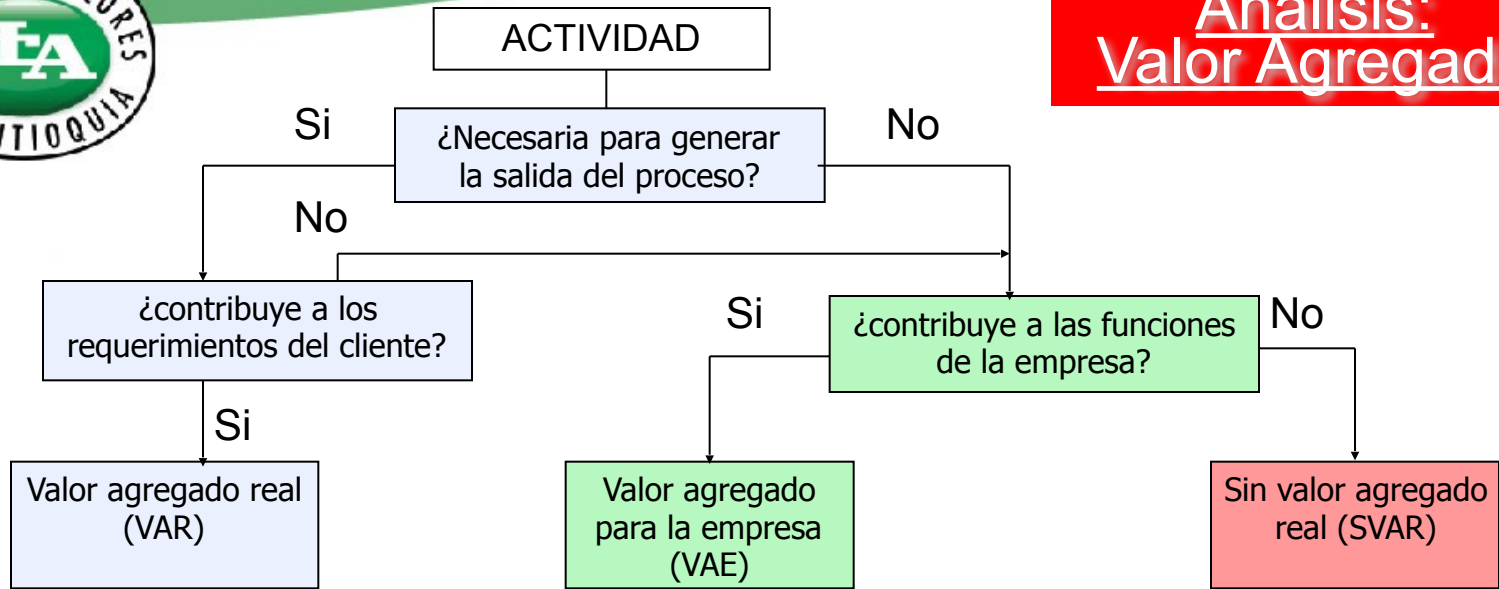 Análisis:
Valor Agregad
ACTIVIDAD
Si
¿Necesaria para generar
la salida del proceso?
No
No
¿contribuye a los
requerimientos del cliente?
Si
¿contribuye a las funciones
de la empresa?
No
Si
Valor agregado real
(VAR)
Valor agregado
para la empresa
(VAE)
Sin valor agregado
real (SVAR)